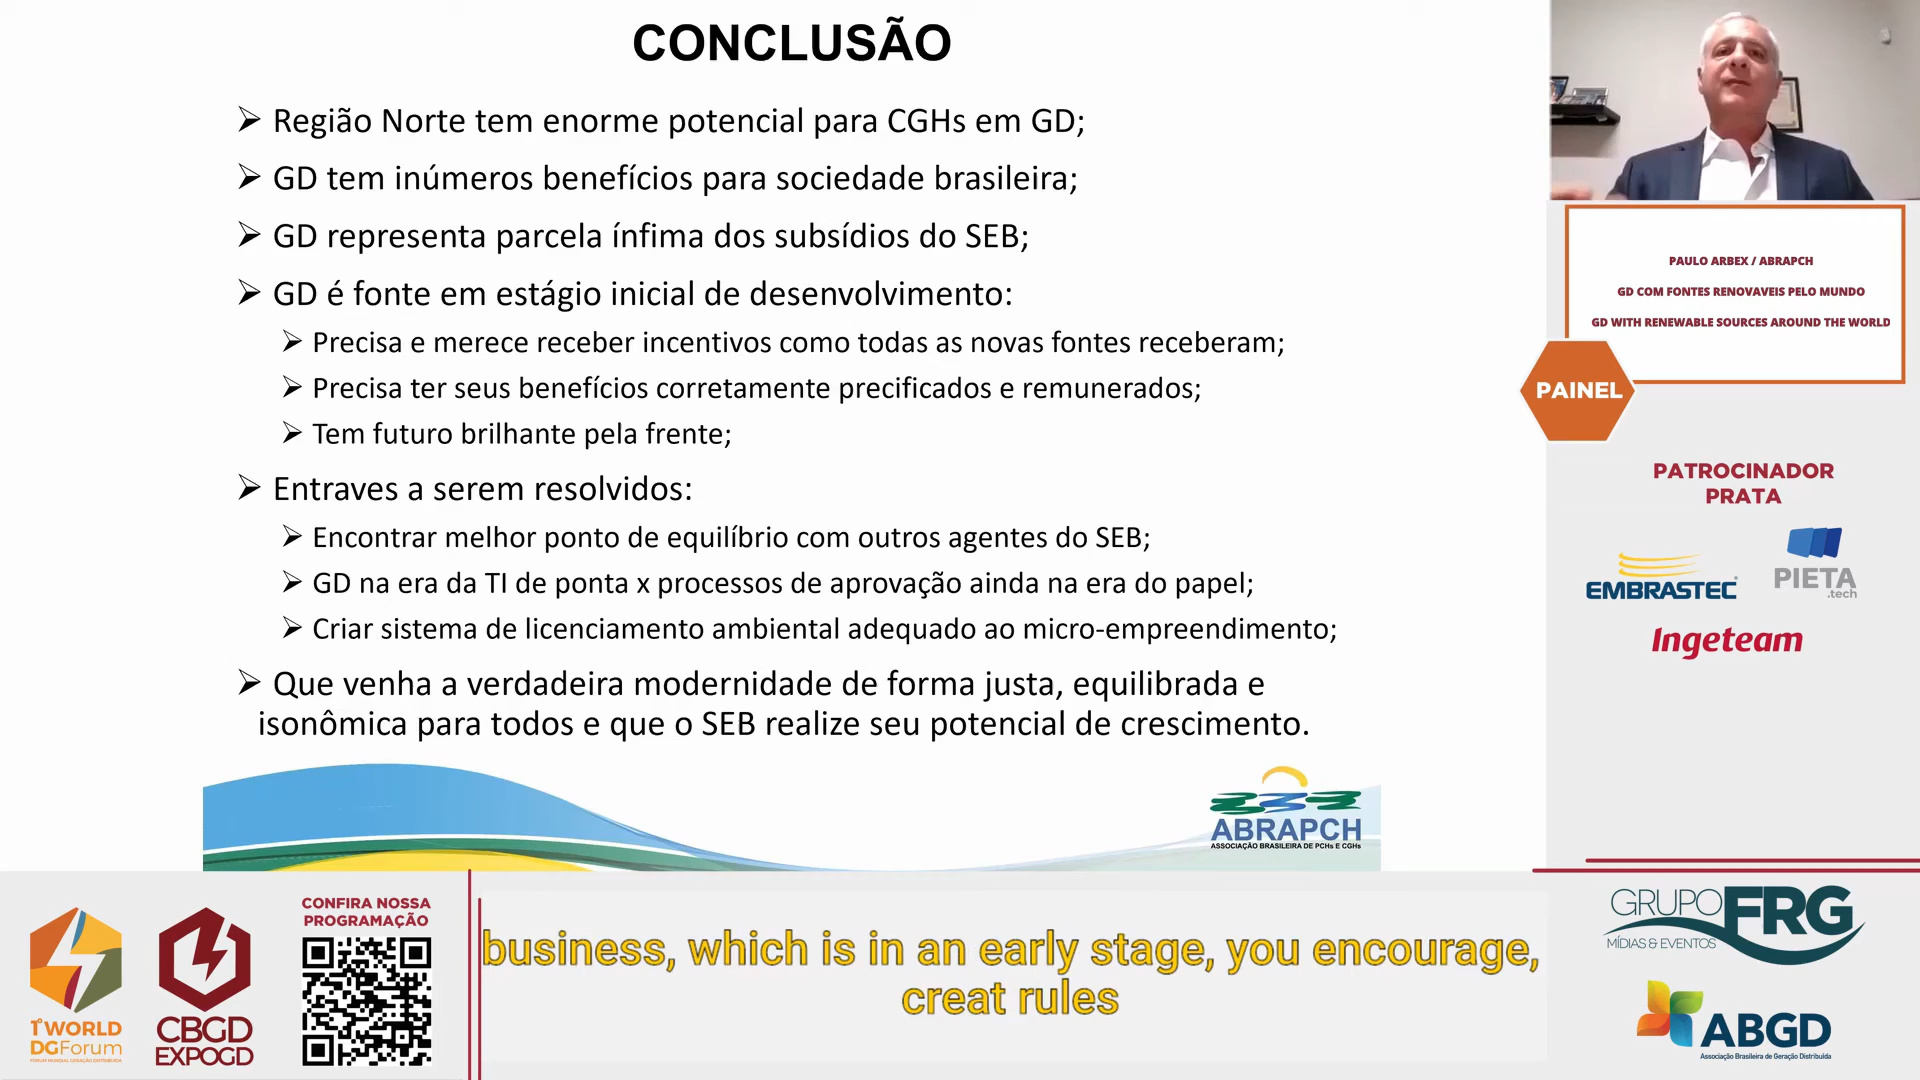 CONCLUSÃO
Região Norte tem enorme potencial para CGHs em GD;
GD tem inúmeros benefícios para sociedade brasileira;
GD representa parcela ínfima dos subsídios do SEB;
GD é fonte em estágio inicial de desenvolvimento:
Precisa e merece receber incentivos como todas as novas fontes receberam;
Precisa ter seus benefícios corretamente precificados e remunerados;
Tem futuro brilhante pela frente;
Entraves a serem resolvidos:
Encontrar melhor ponto de equilíbrio com outros agentes do SEB;
GD na era da TI de ponta x processos de aprovação ainda na era do papel;
Criar sistema de licenciamento ambiental adequado ao micro-empreendimento;
Que venha a verdadeira modernidade de forma justa, equilibrada e
isonômica para todos e que o SEB realize seu potencial de crescimento.
ABRAPCH
ASSOCIAÇÃO BRASILEIRA DE PCHs E CGHs
PAULO ARBEX / ABRAPCH
GD COM FONTES RENOVAVEIS PELO MUNDO
GD WITH RENEWABLE SOURCES AROUND THE WORLD
PAINEL
PATROCINADOR
PRATA
EMBRASTEC
PIETA
.tech
Ingeteam
1º WORLD
DGForum
FÓRUM MUNDIAL GERAÇÃO DISTRIBUÍDA
CBGD
EXPOGD
CONFIRA NOSSA
PROGRAMAÇÃO
business, which is in an early stage, you encourage,
creat rules
GRUPO FRG
MÍDIAS & EVENTOS
ABGD
Associação Brasileira de Geração Distribuída